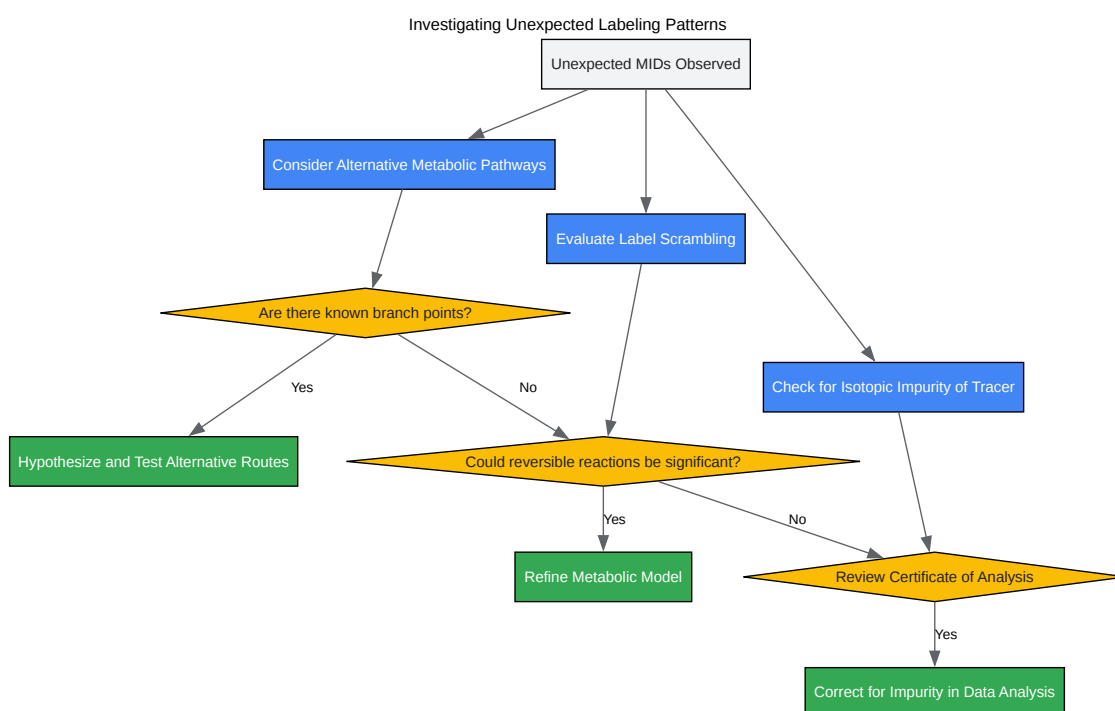 Investigating Unexpected Labeling Patterns
Unexpected MIDs Observed
Consider Alternative Metabolic Pathways
Evaluate Label Scrambling
Are there known branch points?
Yes
No
Check for Isotopic Impurity of Tracer
Hypothesize and Test Alternative Routes
Could reversible reactions be significant?
Yes
No
Refine Metabolic Model
Review Certificate of Analysis
Yes
Correct for Impurity in Data Analysis